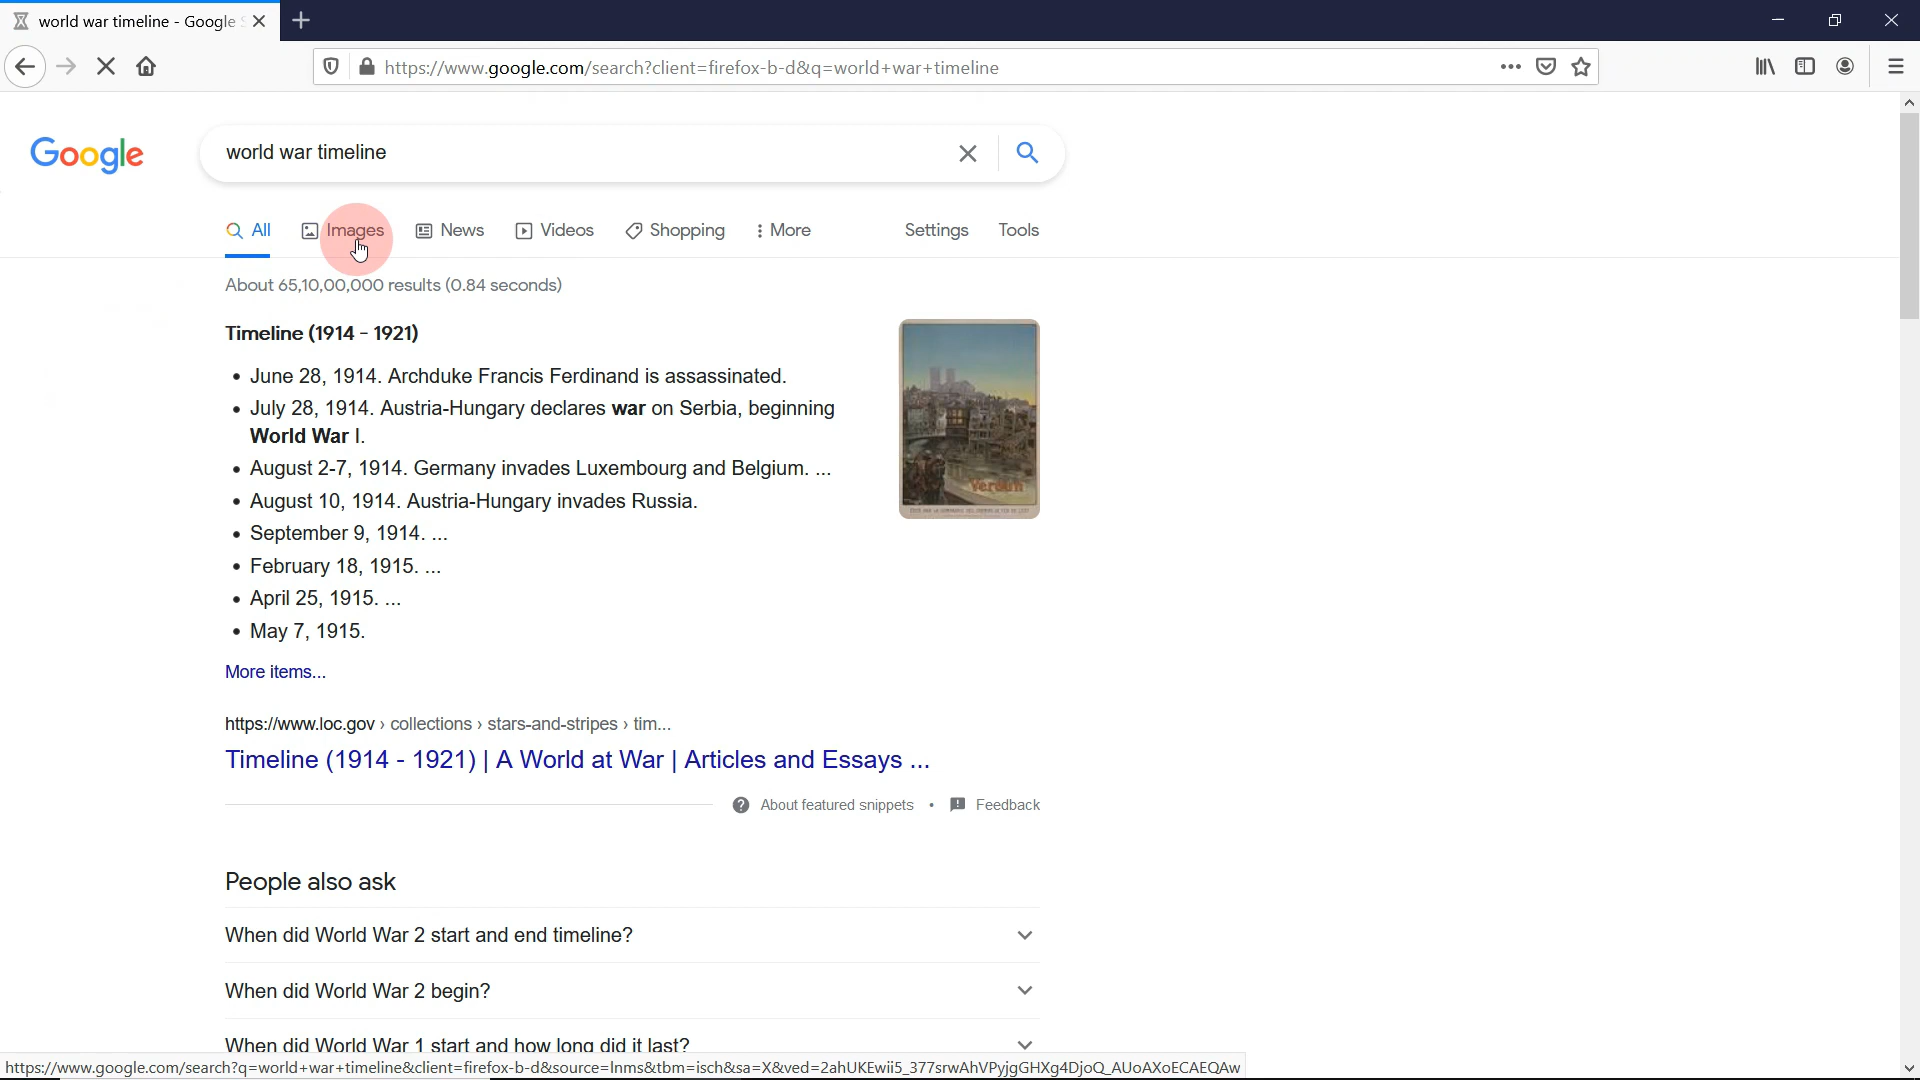 world war timeline - Google S
https://www.google.com/search?client=firefox-b-d&q=world+war+timeline
Google
world war timeline
All Images News Videos Shopping More Settings Tools
About 65,10,00,000 results (0.84 seconds)
Timeline (1914 - 1921)
• June 28, 1914. Archduke Francis Ferdinand is assassinated.
• July 28, 1914. Austria-Hungary declares war on Serbia, beginning
World War I.
• August 2-7, 1914. Germany invades Luxembourg and Belgium. ...
• August 10, 1914. Austria-Hungary invades Russia.
• September 9, 1914. ...
• February 18, 1915. ...
• April 25, 1915. ...
• May 7, 1915.
Verdun
More items...
https://www.loc.gov › collections › stars-and-stripes › tim...
Timeline (1914 - 1921) | A World at War | Articles and Essays ...
About featured snippets • Feedback
People also ask
When did World War 2 start and end timeline?
When did World War 2 begin?
When did World War 1 start and how long did it last?
https://www.google.com/search?q=world+war+timeline&client=firefox-b-d&source=lnms&tbm=isch&sa=X&ved=2ahUKEwii5_377srwAhVPyjgGHXg4DjoQ_AUoAXoECAEQAw